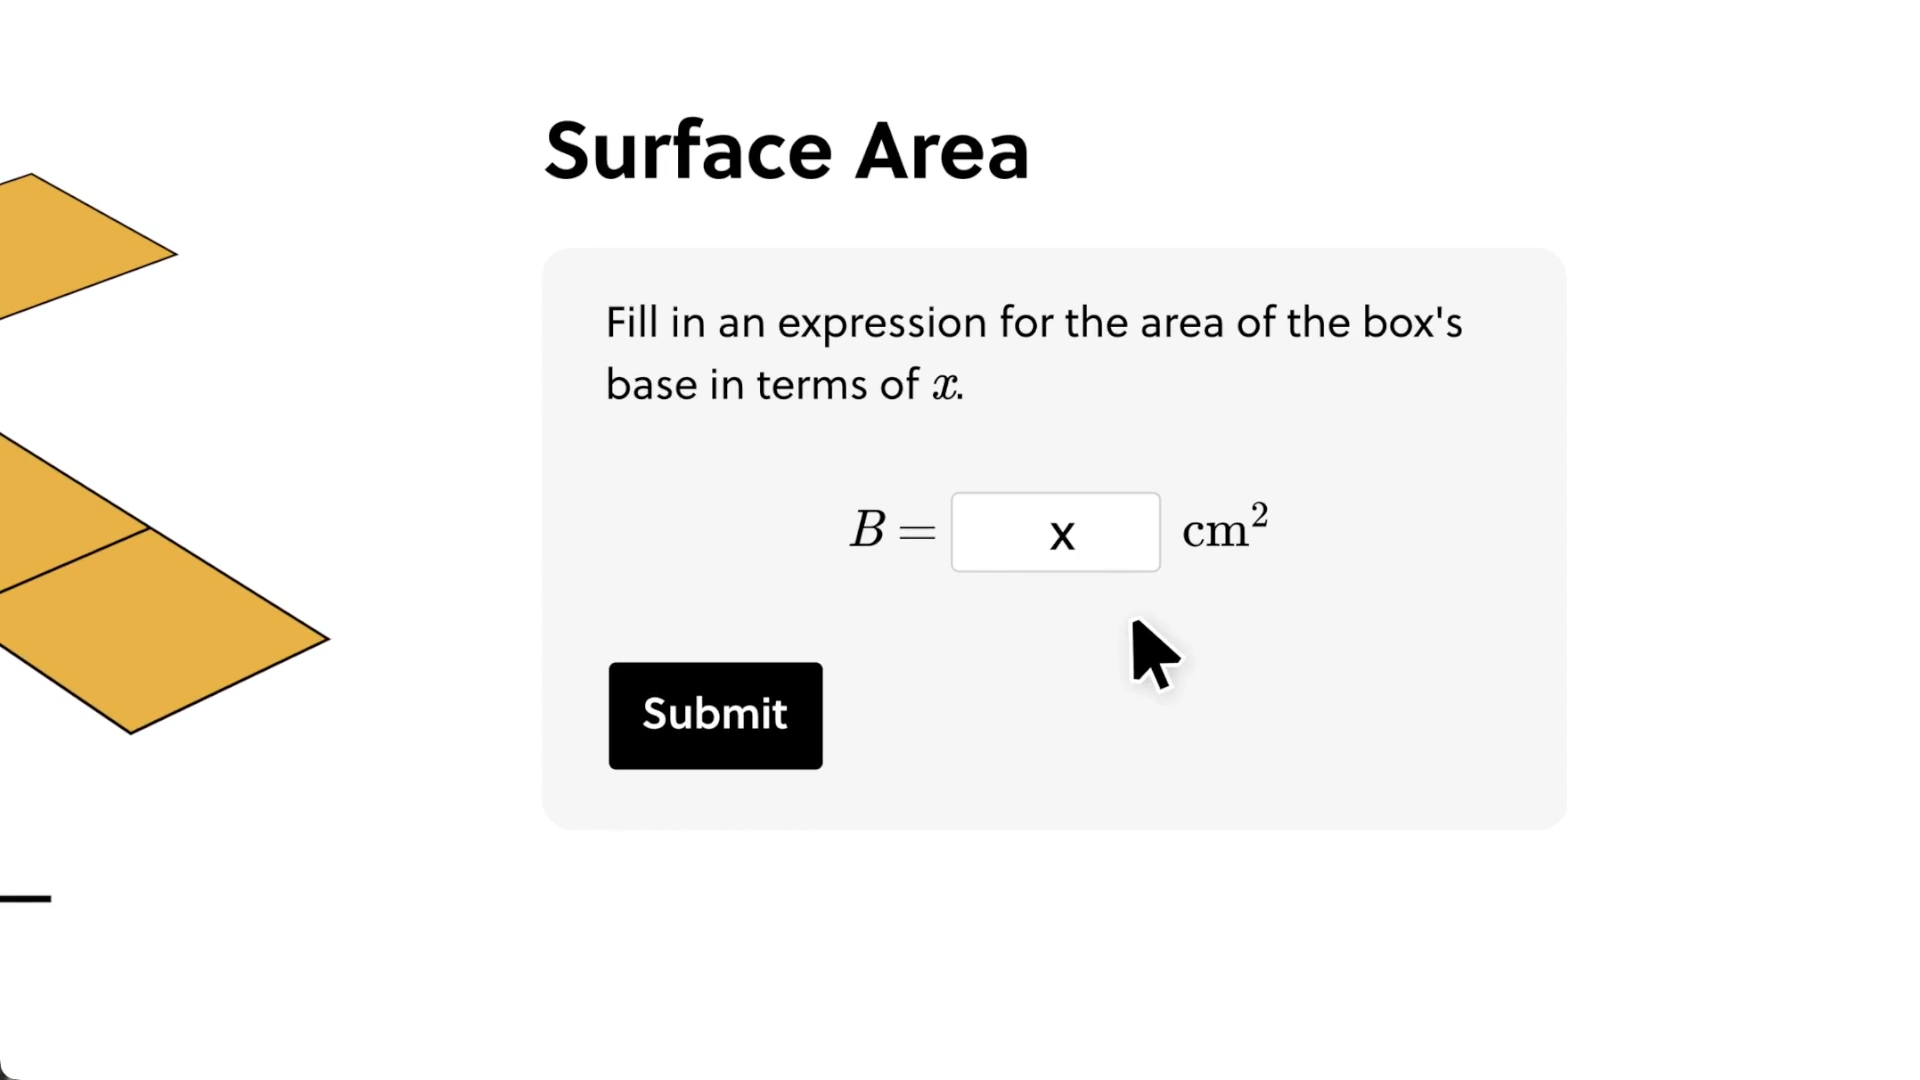 Surface Area
Fill in an expression for the area of the box's
base in terms of x.
B = x cm²
Submit